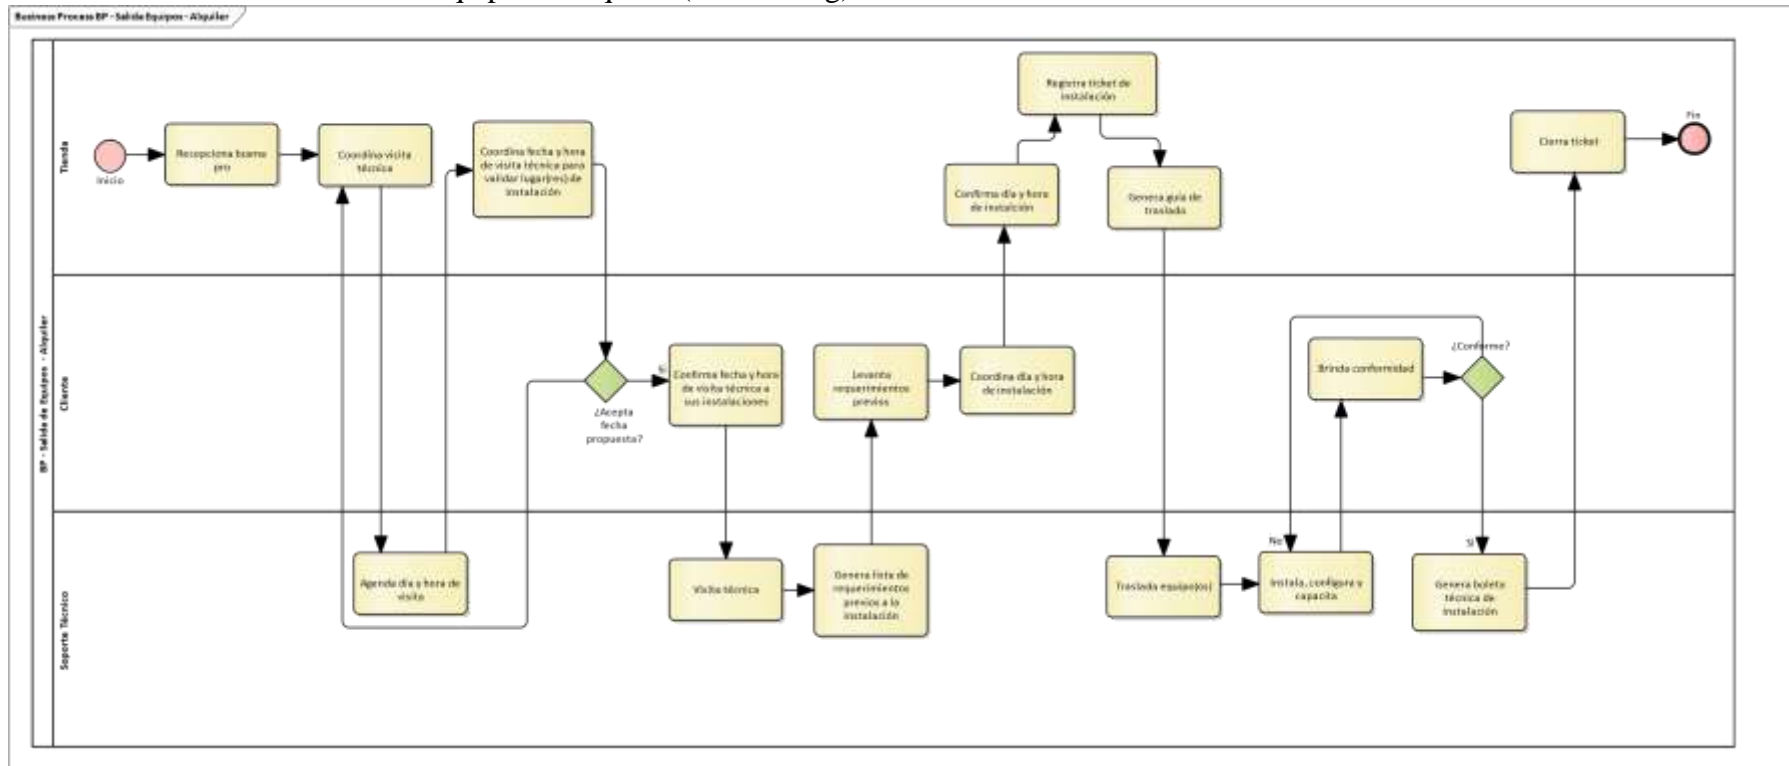 Business Process BP - Salida Equipos - Alquiler
BP - Salida de Equipos - Alquiler
Tienda
Inicio
Recepciona
pro
Coordina visita
técnica
Coordina fecha y hora
de visita técnica para
validar lugar(res) de
instalación
Registra ticket de
instalación
Confirma día y hora
de instalción
Genera guía de
traslado
Cierra ticket
Fin
Cliente
¿Acepta
fecha
propuesta?
Si
Confirma fecha y hora
de visita técnica a
sus instalaciones
Levanta
requerimientos
previos
Coordina día y hora
de instalación
Brinda conformidad
¿Conforme?
Soporte Técnico
Agenda día y hora de
visita
Visita técnica
Genera lista de
requerimientos
previos a la
instalación
Traslada equipo(os)
No
Instala, configura y
capacita
SI
Genera boleta
técnica de
instalación